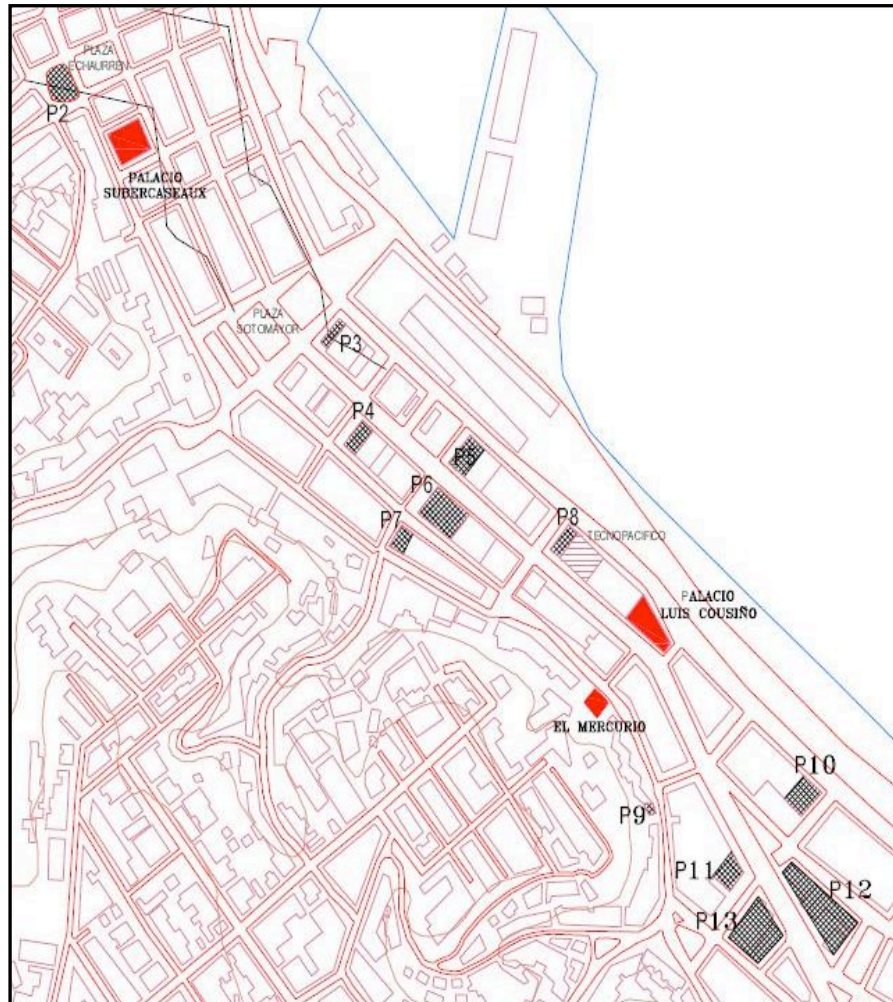 PLAZA
ECHAURREN
P2
PALACIO
SUBERCASEAUX
PLAZA
SOTOMAYOR
P3
P4
P5
P6
P7
P8
TECNOPACIFICO
PALACIO
LUIS COUSIÑO
EL MERCURIO
P9
P10
P11
P12
P13